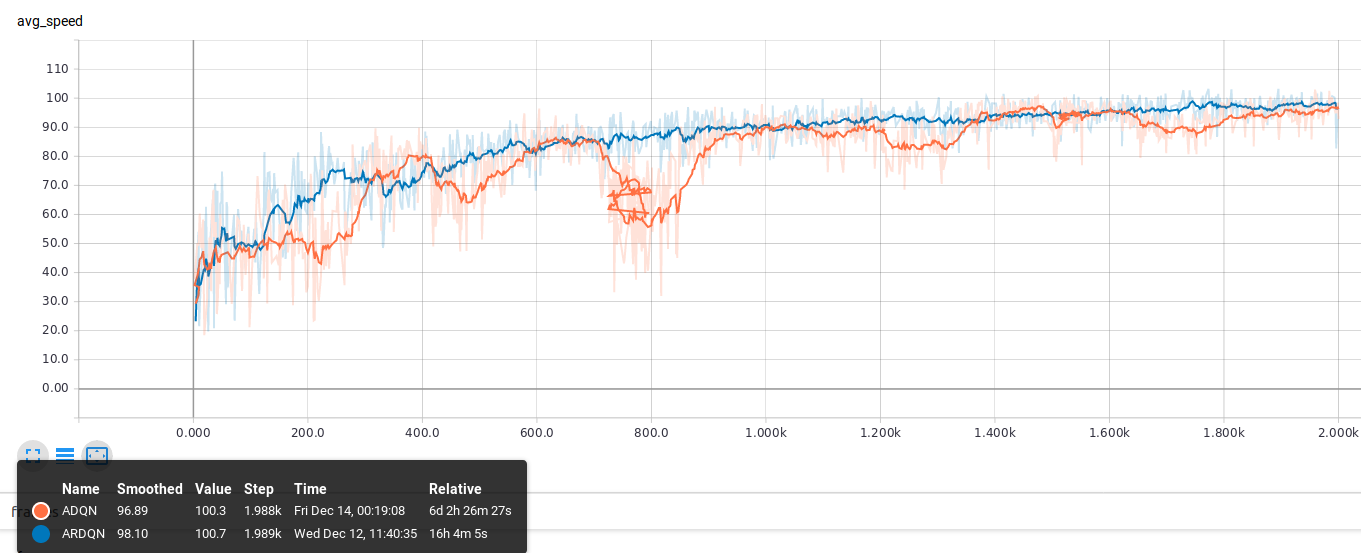 avg_speed
110
100
90.0
80.0
70.0
60.0
50.0
40.0
30.0
20.0
10.0
0.00
0.000 200.0 400.0 600.0 800.0 1.000k 1.200k 1.400k 1.600k 1.800k 2.000k
Name Smoothed Value Step Time Relative
ADQN 96.89 100.3 1.988k Fri Dec 14, 00:19:08 6d 2h 26m 27s
ARDQN 98.10 100.7 1.989k Wed Dec 12, 11:40:35 16h 4m 5s